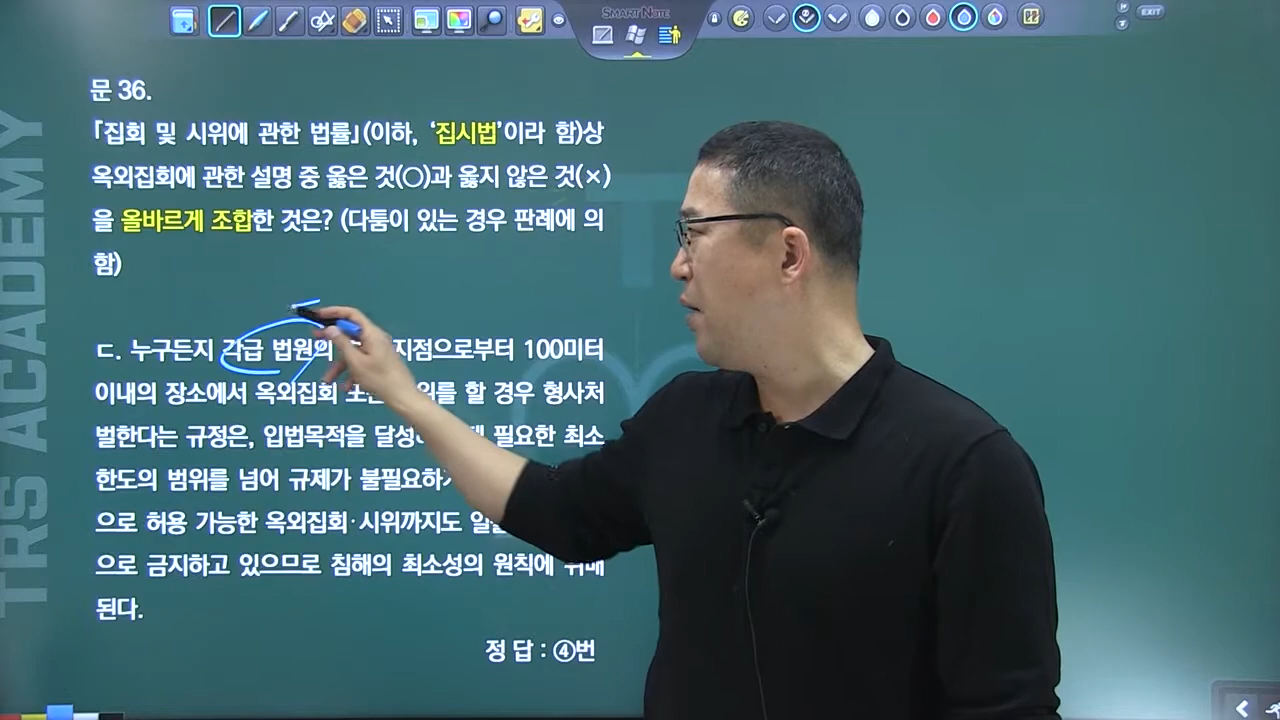 SMARTNOTE
EXIT
문 36.
「집회 및 시위에 관한 법률」(이하, ‘집시법’이라 함)상
옥외집회에 관한 설명 중 옳은 것(○)과 옳지 않은 것(×)
을 올바르게 조합한 것은? (다툼이 있는 경우 판례에 의
함)
ㄷ. 누구든지 각급 법원의 지점으로부터 100미터
이내의 장소에서 옥외집회 또는 시위를 할 경우 형사처
벌한다는 규정은, 입법목적을 달성하 필요한 최소
한도의 범위를 넘어 규제가 불필요하
으로 허용 가능한 옥외집회·시위까지도
으로 금지하고 있으므로 침해의 최소성의 원칙에 위배
된다.
정 답 : ④번
TRS ACADEMY